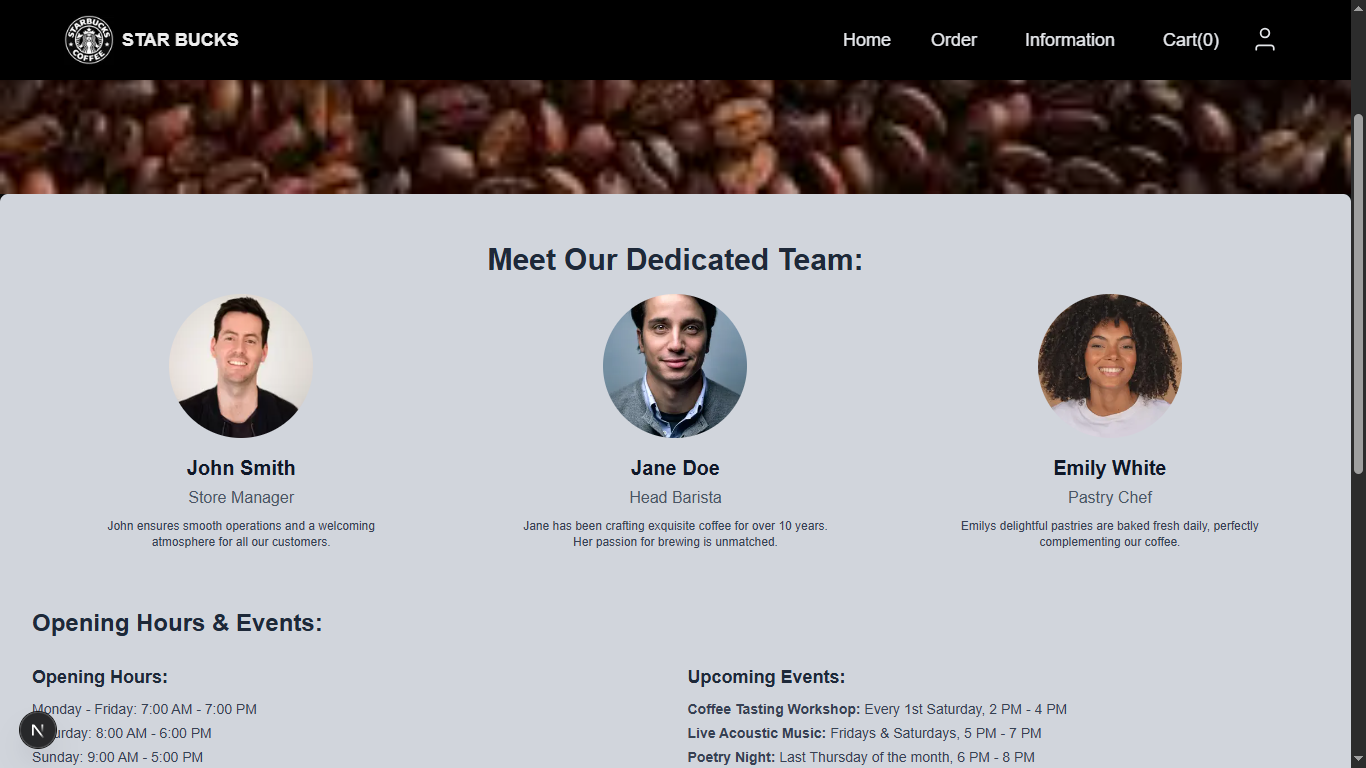 STARBUCKS
COFFEE
STAR BUCKS
Home
Order
Information
Cart(0)
Meet Our Dedicated Team:
John Smith
Store Manager
John ensures smooth operations and a welcoming
atmosphere for all our customers.
Jane Doe
Head Barista
Jane has been crafting exquisite coffee for over 10 years.
Her passion for brewing is unmatched.
Emily White
Pastry Chef
Emilys delightful pastries are baked fresh daily, perfectly
complementing our coffee.
Opening Hours & Events:
Opening Hours:
Monday - Friday: 7:00 AM - 7:00 PM
urday: 8:00 AM - 6:00 PM
Sunday: 9:00 AM - 5:00 PM
N
Upcoming Events:
Coffee Tasting Workshop: Every 1st Saturday, 2 PM - 4 PM
Live Acoustic Music: Fridays & Saturdays, 5 PM - 7 PM
Poetry Night: Last Thursday of the month, 6 PM - 8 PM